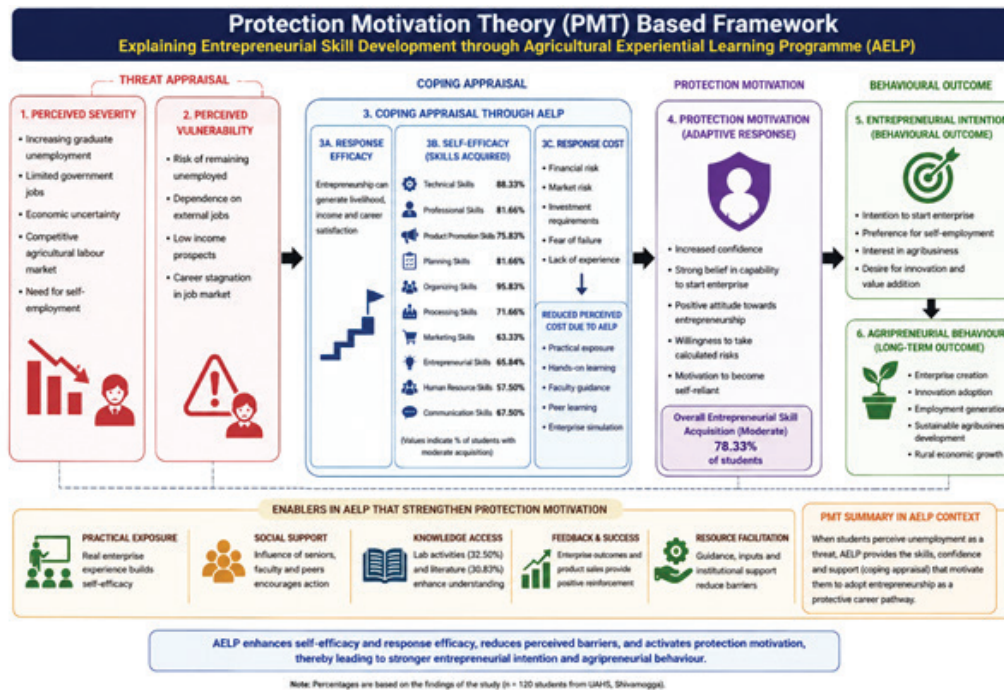 Protection Motivation Theory (PMT) Based Framework
Explaining Entrepreneurial Skill Development through Agricultural Experiential Learning Programme (AELP)
THREAT APPRAISAL
1. PERCEIVED SEVERITY
• Increasing graduate
unemployment
• Limited government
jobs
• Economic uncertainty
• Competitive
agricultural labour
market
• Need for self-
employment
2. PERCEIVED
VULNERABILITY
• Risk of remaining
unemployed
• Dependence on
external jobs
• Low income
prospects
• Career stagnation
in job market
COPING APPRAISAL
3. COPING APPRAISAL THROUGH AELP
3A. RESPONSE
EFFICACY
Entrepreneurship can
generate livelihood,
income and career
satisfaction
3B. SELF-EFFICACY
(SKILLS ACQUIRED)
Technical Skills 88.33%
Professional Skills 81.66%
Product Promotion Skills 75.83%
Planning Skills 81.66%
Organizing Skills 95.83%
Processing Skills 71.66%
Marketing Skills 63.33%
Entrepreneurial Skills 65.84%
Human Resource Skills 57.50%
Communication Skills 67.50%
(Values indicate % of students with
moderate acquisition)
3C. RESPONSE COST
• Financial risk
• Market risk
• Investment
requirements
• Fear of failure
• Lack of experience
REDUCED PERCEIVED
COST DUE TO AELP
• Practical exposure
• Hands-on learning
• Faculty guidance
• Peer learning
• Enterprise simulation
PROTECTION MOTIVATION
4. PROTECTION MOTIVATION
(ADAPTIVE RESPONSE)
• Increased confidence
• Strong belief in capability
to start enterprise
• Positive attitude towards
entrepreneurship
• Willingness to take
calculated risks
• Motivation to become
self-reliant
Overall Entrepreneurial Skill
Acquisition (Moderate)
78.33%
of students
BEHAVIOURAL OUTCOME
5. ENTREPRENEURIAL INTENTION
(BEHAVIOURAL OUTCOME)
• Intention to start enterprise
• Preference for self-employment
• Interest in agribusiness
• Desire for innovation and
value addition
6. AGRIPRENEURIAL BEHAVIOUR
(LONG-TERM OUTCOME)
• Enterprise creation
• Innovation adoption
• Employment generation
• Sustainable agribusiness
development
• Rural economic growth
ENABLERS IN AELP THAT STRENGTHEN PROTECTION MOTIVATION
PRACTICAL EXPOSURE
Real enterprise
experience builds
self-efficacy
SOCIAL SUPPORT
Influence of seniors,
faculty and peers
encourages action
KNOWLEDGE ACCESS
Lab activities (32.50%)
and literature (30.83%)
enhance understanding
FEEDBACK & SUCCESS
Enterprise outcomes and
product sales provide
positive reinforcement
RESOURCE FACILITATION
Guidance, inputs and
institutional support
reduce barriers
PMT SUMMARY IN AELP CONTEXT
When students perceive unemployment as a
threat, AELP provides the skills, confidence
and support (coping appraisal) that motivate
them to adopt entrepreneurship as a
protective career pathway.
AELP enhances self-efficacy and response efficacy, reduces perceived barriers, and activates protection motivation,
thereby leading to stronger entrepreneurial intention and agripreneurial behaviour.
Note: Percentages are based on the findings of the study (n = 120 students from UAHS, Shivamogga).